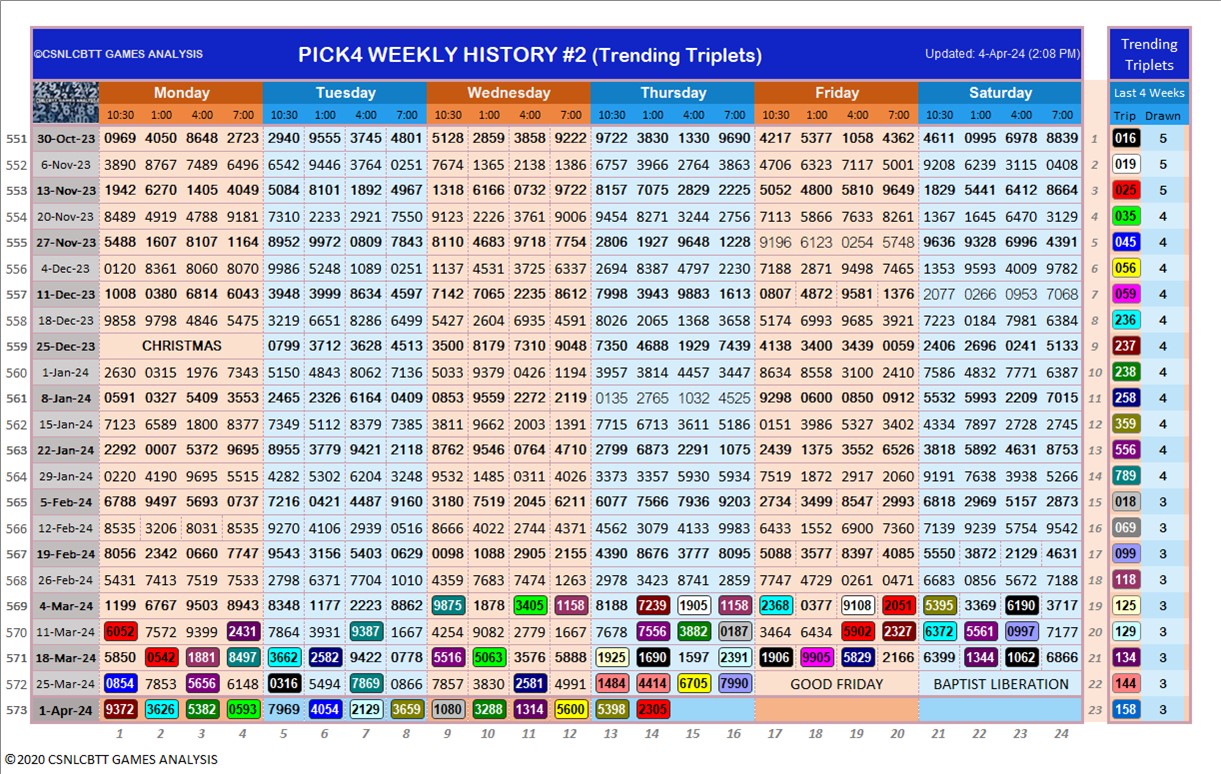 ©CSNLCBTT GAMES ANALYSIS PICK4 WEEKLY HISTORY #2 (Trending Triplets) Updated: 4-Apr-24 (2:08 PM) Trending Triplets
Monday Tuesday Wednesday Thursday Friday Saturday Last 4 Weeks
10:30 1:00 4:00 7:00 10:30 1:00 4:00 7:00 10:30 1:00 4:00 7:00 10:30 1:00 4:00 7:00 10:30 1:00 4:00 7:00 10:30 1:00 4:00 7:00 Trip Drawn
551 30-Oct-23 0969 4050 8648 2723 2940 9555 3745 4801 5128 2859 3858 9222 9722 3830 1330 9690 4217 5377 1058 4362 4611 0995 6978 8839 1 016 5
552 6-Nov-23 3890 8767 7489 6496 6542 9446 3764 0251 7674 1365 2138 1386 6757 3966 2764 3863 4706 6323 7117 5001 9208 6239 3115 0408 2 019 5
553 13-Nov-23 1942 6270 1405 4049 5084 8101 1892 4967 1318 6166 0732 9722 8157 7075 2829 2225 5052 4800 5810 9649 1829 5441 6412 8664 3 025 5
554 20-Nov-23 8489 4919 4788 9181 7310 2233 2921 7550 9123 2226 3761 9006 9454 8271 3244 2756 7113 5866 7633 8261 1367 1645 6470 3129 4 035 4
555 27-Nov-23 5488 1607 8107 1164 8952 9972 0809 7843 8110 4683 9718 7754 2806 1927 9648 1228 9196 6123 0254 5748 9636 9328 6996 4391 5 045 4
556 4-Dec-23 0120 8361 8060 8070 9986 5248 1089 0251 1137 4531 3725 6337 2694 8387 4797 2230 7188 2871 9498 7465 1353 9593 4009 9782 6 056 4
557 11-Dec-23 1008 0380 6814 6043 3948 3999 8634 4597 7142 7065 2235 8612 7998 3943 9883 1613 0807 4872 9581 1376 2077 0266 0953 7068 7 059 4
558 18-Dec-23 9858 9798 4846 5475 3219 6651 8286 6499 5427 2604 6935 4591 8026 2065 1368 3658 5174 6993 9685 3921 7223 0184 7981 6384 8 236 4
559 25-Dec-23 CHRISTMAS 0799 3712 3628 4513 3500 8179 7310 9048 7350 4688 1929 7439 4138 3400 3439 0059 2406 2696 0241 5133 9 237 4
560 1-Jan-24 2630 0315 1976 7343 5150 4843 8062 7136 5033 9379 0426 1194 3957 3814 4457 3447 8634 8558 3100 2410 7586 4832 7771 6387 10 238 4
561 8-Jan-24 0591 0327 5409 3553 2465 2326 6164 0409 0853 9559 2272 2119 0135 2765 1032 4525 9298 0600 0850 0912 5532 5993 2209 7015 11 258 4
562 15-Jan-24 7123 6589 1800 8377 7349 5112 8379 7385 3811 9662 2003 1391 7715 6713 3611 5186 0151 3986 5327 3402 4334 7897 2728 2745 12 359 4
563 22-Jan-24 2292 0007 5372 9695 8955 3779 9421 2118 8762 9546 0764 4710 2799 6873 2291 1075 2439 1375 3552 6526 3818 5892 4631 8753 13 556 4
564 29-Jan-24 0220 4190 9695 5515 4282 5302 6204 3249 9532 1485 0311 4026 3373 3357 5930 5934 7519 1872 2917 2060 9191 7638 3938 5266 14 789 4
565 5-Feb-24 6788 9497 5693 0737 7216 0421 4487 9160 3180 7519 2045 6211 6077 7566 7936 9203 2734 3499 8547 2993 6818 2969 5157 2873 15 018 3
566 12-Feb-24 8535 3206 8031 8535 9270 4106 2939 0516 8666 4022 2744 4371 4562 3079 4133 9983 6433 1552 6900 7360 7139 9239 5754 9542 16 069 3
567 19-Feb-24 8056 2342 0660 7747 9543 3156 5403 0629 0098 1088 2905 2155 4390 8676 3777 8095 5088 3577 8397 4085 5550 3872 2129 4631 17 099 3
568 26-Feb-24 5431 7413 7519 7533 2798 6371 7704 1010 4359 7683 7474 1263 2978 3423 8741 2859 7747 4729 0261 0471 6683 0856 5672 7188 18 118 3
569 4-Mar-24 1199 6767 9503 8943 8348 1177 2223 8862 9875 1878 3405 1158 8188 7239 1905 1158 2368 0377 9108 2051 5395 3369 6190 3717 19 125 3
570 11-Mar-24 6052 7572 9399 2431 7864 3931 9387 1667 4254 9082 2779 1667 7678 7556 3882 0187 3464 6434 5902 2327 6372 5561 0997 7177 20 129 3
571 18-Mar-24 5850 0542 1881 8497 3662 2582 9422 0778 5516 5063 3576 5888 1925 1690 1597 2391 1906 9905 5829 2166 6399 1344 1062 6866 21 134 3
572 25-Mar-24 0854 7853 5656 6148 0316 5494 7869 0866 7857 3830 2581 4991 1484 4414 6705 7990 GOOD FRIDAY BAPTIST LIBERATION 22 144 3
573 1-Apr-24 9372 3626 5382 0593 7969 6054 2129 3659 1080 3288 1314 5600 5398 2305 23 158 3
1 2 3 4 5 6 7 8 9 10 11 12 13 14 15 16 17 18 19 20 21 22 23 24
©2020 CSNLCBTT GAMES ANALYSIS